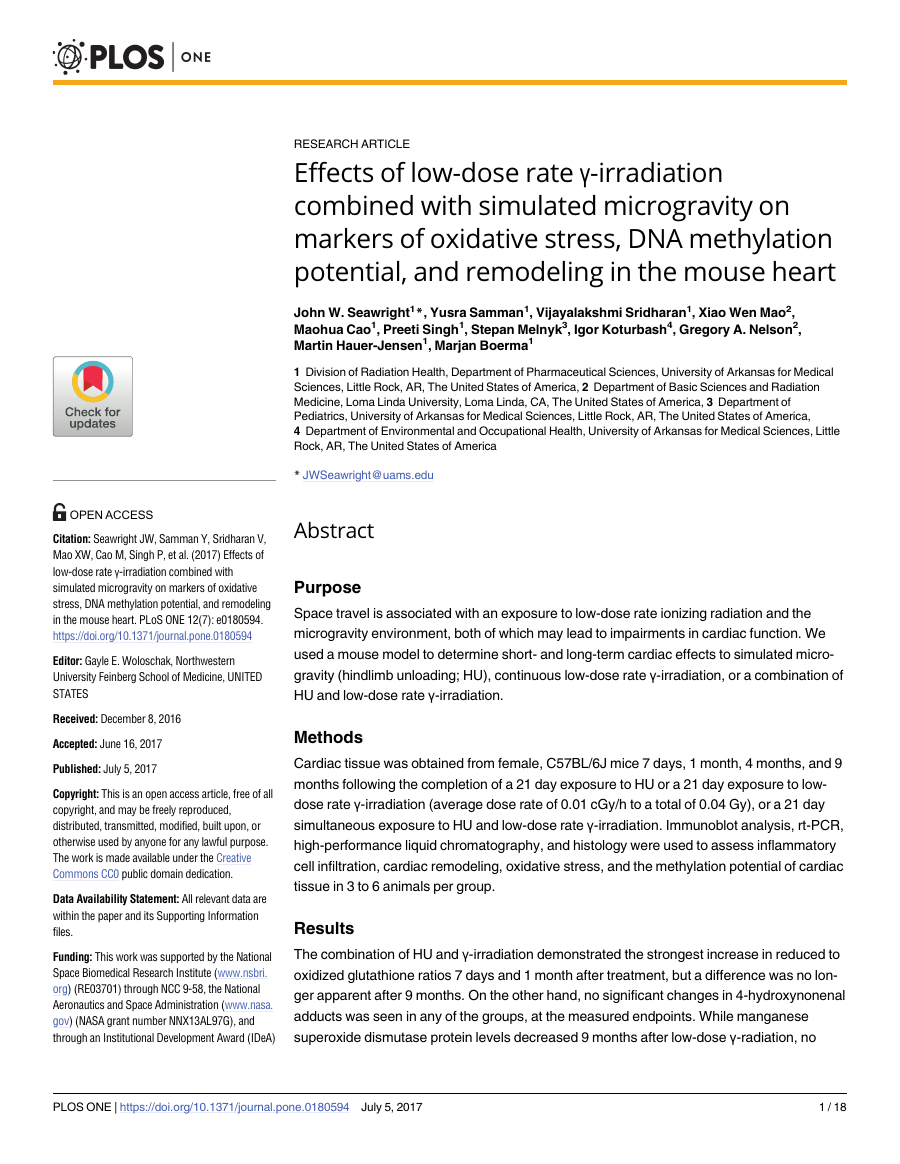 PLOS | ONE
RESEARCH ARTICLE
Effects of low-dose rate γ-irradiation
combined with simulated microgravity on
markers of oxidative stress, DNA methylation
potential, and remodeling in the mouse heart
John W. Seawright1*, Yusra Samman1, Vijayalakshmi Sridharan1, Xiao Wen Mao2,
Maohua Cao1, Preeti Singh1, Stepan Melnyk3, Igor Koturbash4, Gregory A. Nelson2,
Martin Hauer-Jensen1, Marjan Boerma1
1 Division of Radiation Health, Department of Pharmaceutical Sciences, University of Arkansas for Medical
Sciences, Little Rock, AR, The United States of America, 2 Department of Basic Sciences and Radiation
Medicine, Loma Linda University, Loma Linda, CA, The United States of America, 3 Department of
Pediatrics, University of Arkansas for Medical Sciences, Little Rock, AR, The United States of America,
4 Department of Environmental and Occupational Health, University of Arkansas for Medical Sciences, Little
Rock, AR, The United States of America
* JWSeawright@uams.edu
Check for
updates
OPEN ACCESS
Citation: Seawright JW, Samman Y, Sridharan V,
Mao XW, Cao M, Singh P, et al. (2017) Effects of
low-dose rate γ-irradiation combined with
simulated microgravity on markers of oxidative
stress, DNA methylation potential, and remodeling
in the mouse heart. PLoS ONE 12(7): e0180594.
https://doi.org/10.1371/journal.pone.0180594
Editor: Gayle E. Woloschak, Northwestern
University Feinberg School of Medicine, UNITED
STATES
Received: December 8, 2016
Accepted: June 16, 2017
Published: July 5, 2017
Copyright: This is an open access article, free of all
copyright, and may be freely reproduced,
distributed, transmitted, modified, built upon, or
otherwise used by anyone for any lawful purpose.
The work is made available under the Creative
Commons CC0 public domain dedication.
Data Availability Statement: All relevant data are
within the paper and its Supporting Information
files.
Funding: This work was supported by the National
Space Biomedical Research Institute (www.nsbri.
org) (RE03701) through NCC 9-58, the National
Aeronautics and Space Administration (www.nasa.
gov) (NASA grant number NNX13AL97G), and
through an Institutional Development Award (IDeA)
Abstract
Purpose
Space travel is associated with an exposure to low-dose rate ionizing radiation and the
microgravity environment, both of which may lead to impairments in cardiac function. We
used a mouse model to determine short- and long-term cardiac effects to simulated micro-
gravity (hindlimb unloading; HU), continuous low-dose rate γ-irradiation, or a combination of
HU and low-dose rate γ-irradiation.
Methods
Cardiac tissue was obtained from female, C57BL/6J mice 7 days, 1 month, 4 months, and 9
months following the completion of a 21 day exposure to HU or a 21 day exposure to low-
dose rate γ-irradiation (average dose rate of 0.01 cGy/h to a total of 0.04 Gy), or a 21 day
simultaneous exposure to HU and low-dose rate γ-irradiation. Immunoblot analysis, rt-PCR,
high-performance liquid chromatography, and histology were used to assess inflammatory
cell infiltration, cardiac remodeling, oxidative stress, and the methylation potential of cardiac
tissue in 3 to 6 animals per group.
Results
The combination of HU and γ-irradiation demonstrated the strongest increase in reduced to
oxidized glutathione ratios 7 days and 1 month after treatment, but a difference was no lon-
ger apparent after 9 months. On the other hand, no significant changes in 4-hydroxynonenal
adducts was seen in any of the groups, at the measured endpoints. While manganese
superoxide dismutase protein levels decreased 9 months after low-dose γ-radiation, no
PLOS ONE | https://doi.org/10.1371/journal.pone.0180594 July 5, 2017
1 / 18